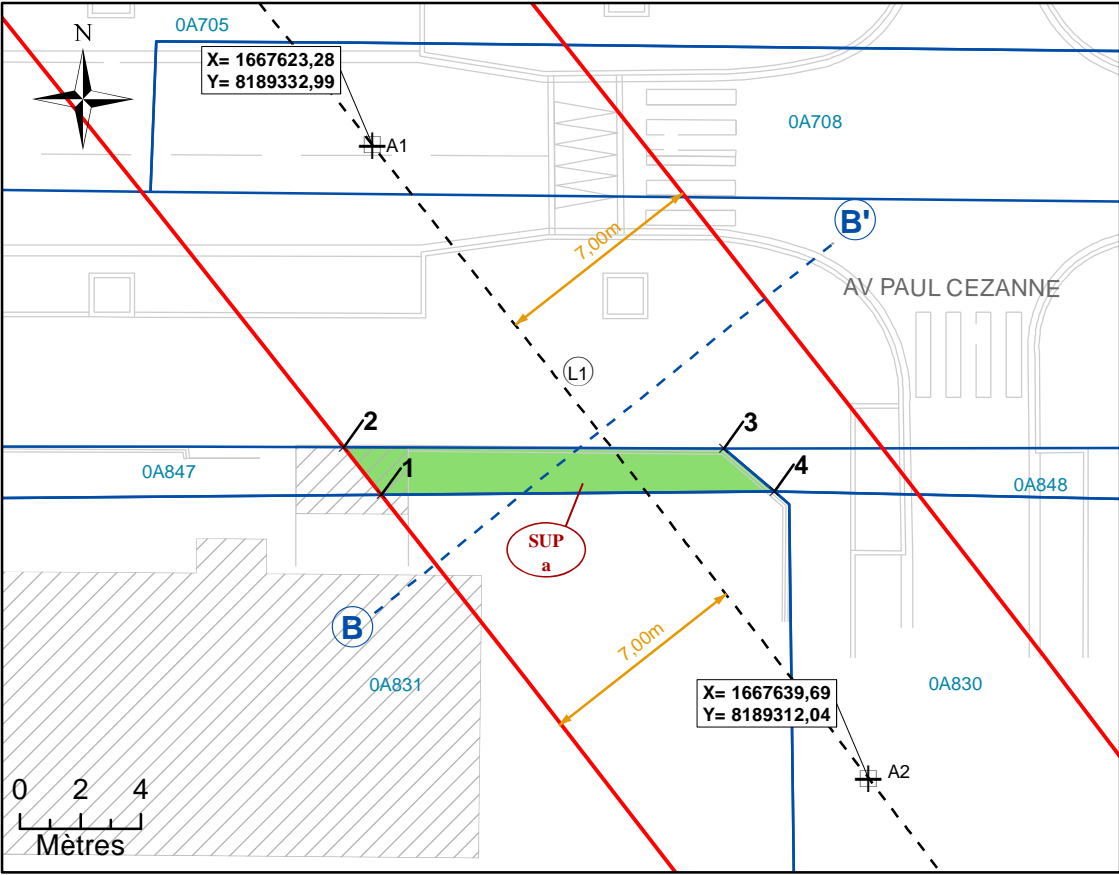 0A705
N
X= 1667623,28
Y= 8189332,99
A1
0A708
B'
7,00m
AV PAUL CEZANNE
L1
2
3
1
4
0A847
0A848
SUP
a
B
7,00m
0A831
0A830
X= 1667639,69
Y= 8189312,04
A2
0 2 4
Mètres